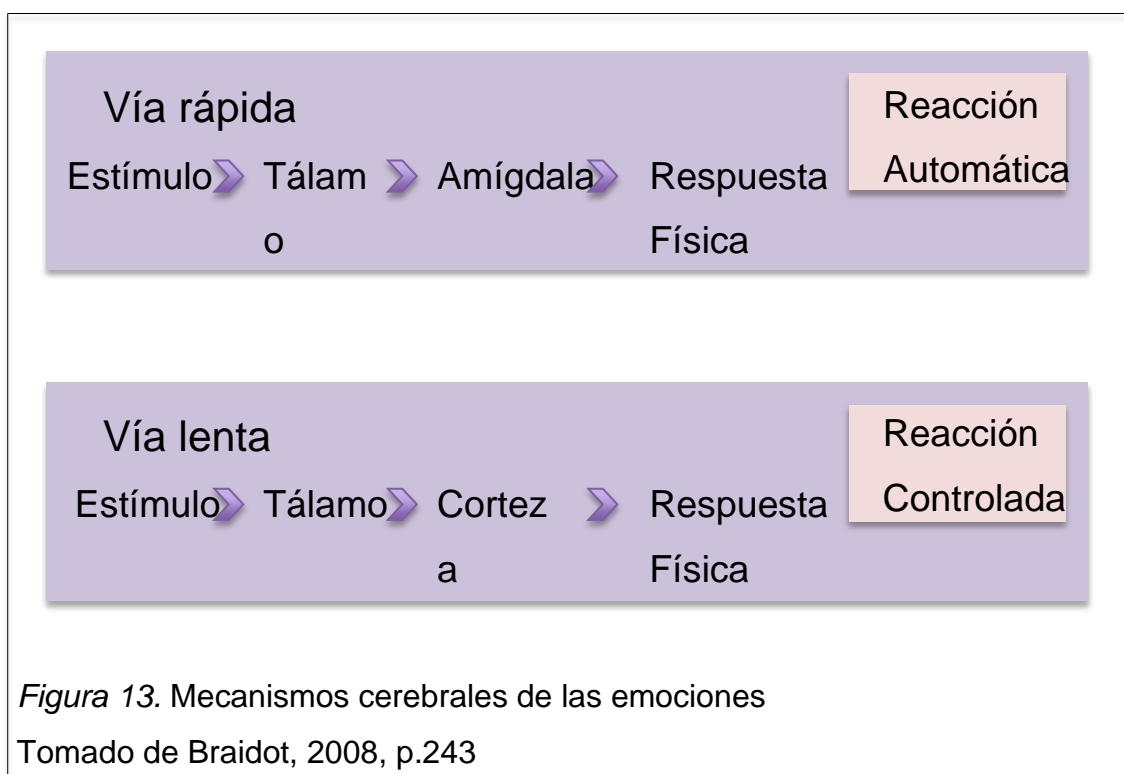 Vía rápida
Reacción
Automática
Estímulo Tálam Amígdala Respuesta
o Física
Vía lenta
Reacción
Controlada
Estímulo Tálamo Cortez Respuesta
a Física
Figura 13. Mecanismos cerebrales de las emociones
Tomado de Braidot, 2008, p.243